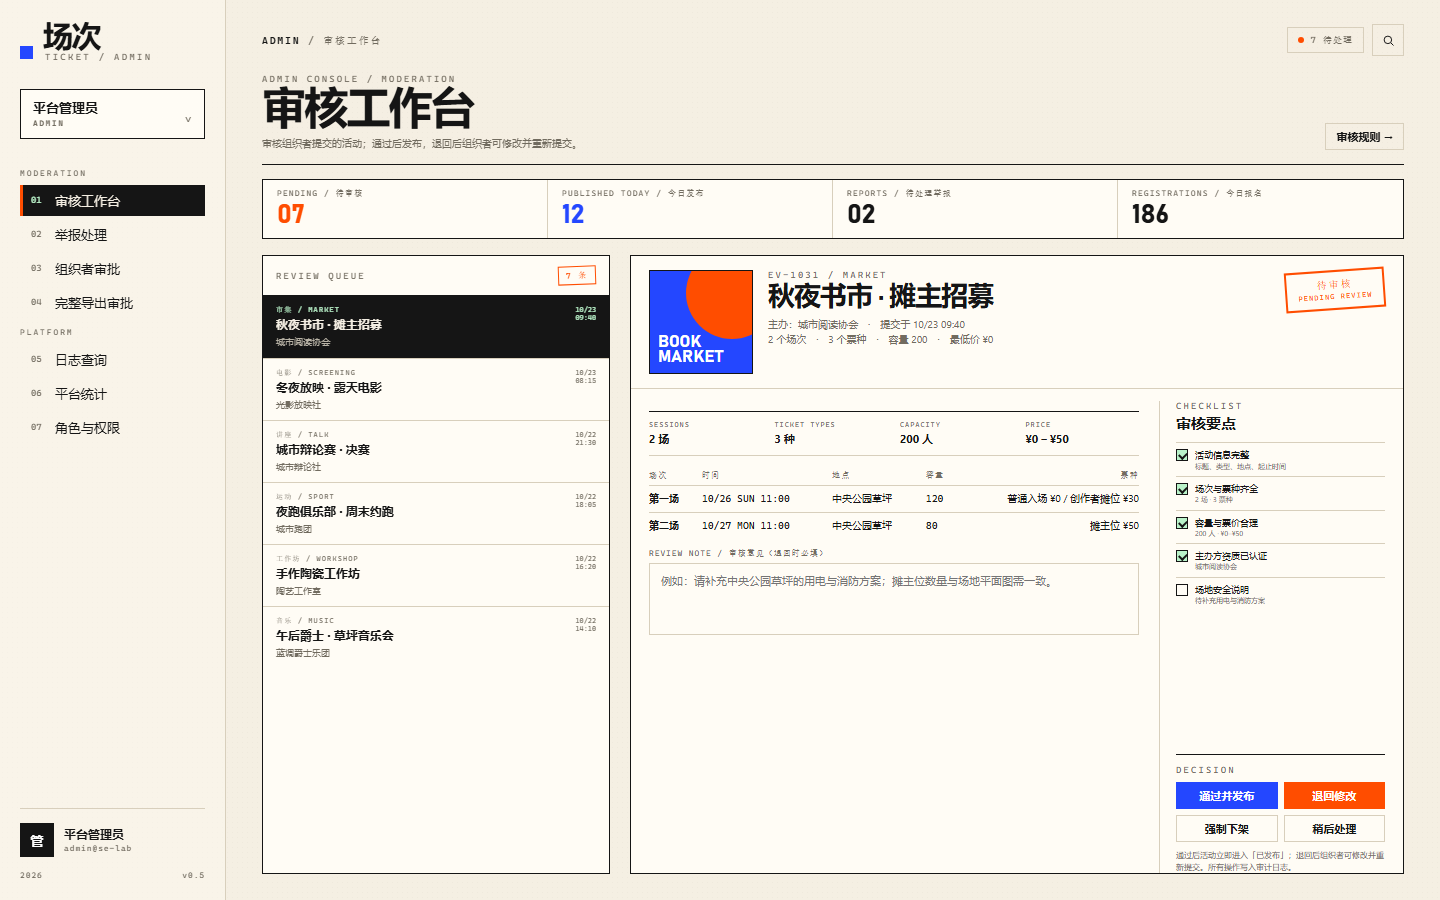 场次
TICKET / ADMIN
平台管理员
ADMIN
v
MODERATION
01 审核工作台
02 举报处理
03 组织者审批
04 完整导出审批
PLATFORM
05 日志查询
06 平台统计
07 角色与权限
管
平台管理员
admin@se-lab
2026 v0.5
ADMIN / 审核工作台
7 待处理
ADMIN CONSOLE / MODERATION
审核工作台
审核组织者提交的活动；通过后发布，退回后组织者可修改并重新提交。
审核规则 →
PENDING / 待审核
07
PUBLISHED TODAY / 今日发布
12
REPORTS / 待处理举报
02
REGISTRATIONS / 今日报名
186
REVIEW QUEUE
7 条
市集 / MARKET
10/23
09:40
秋夜书市 · 摊主招募
城市阅读协会
电影 / SCREENING
10/23
08:15
冬夜放映 · 露天电影
光影放映社
讲座 / TALK
10/22
21:30
城市辩论赛 · 决赛
城市辩论社
运动 / SPORT
10/22
18:05
夜跑俱乐部 · 周末约跑
城市跑团
工作坊 / WORKSHOP
10/22
16:20
手作陶瓷工作坊
陶艺工作室
音乐 / MUSIC
10/22
14:10
午后爵士 · 草坪音乐会
蓝调爵士乐团
BOOK
MARKET
EV-1031 / MARKET
秋夜书市 · 摊主招募
主办：城市阅读协会 · 提交于 10/23 09:40
2 个场次 · 3 个票种 · 容量 200 · 最低价 ¥0
待审核
PENDING REVIEW
SESSIONS
2 场
TICKET TYPES
3 种
CAPACITY
200 人
PRICE
¥0 – ¥50
场次 时间 地点 容量 票种
第一场 10/26 SUN 11:00 中央公园草坪 120 普通入场 ¥0 / 创作者摊位 ¥30
第二场 10/27 MON 11:00 中央公园草坪 80 摊主位 ¥50
REVIEW NOTE / 审核意见（退回时必填）
例如：请补充中央公园草坪的用电与消防方案；摊主位数量与场地平面图需一致。
CHECKLIST
审核要点
活动信息完整
标题、类型、地点、起止时间
场次与票种齐全
2 场 · 3 票种
容量与票价合理
200 人 · ¥0–¥50
主办方资质已认证
城市阅读协会
场地安全说明
待补充用电与消防方案
DECISION
通过并发布
退回修改
强制下架
稍后处理
通过后活动立即进入「已发布」；退回后组织者可修改并重
新提交。所有操作写入审计日志。